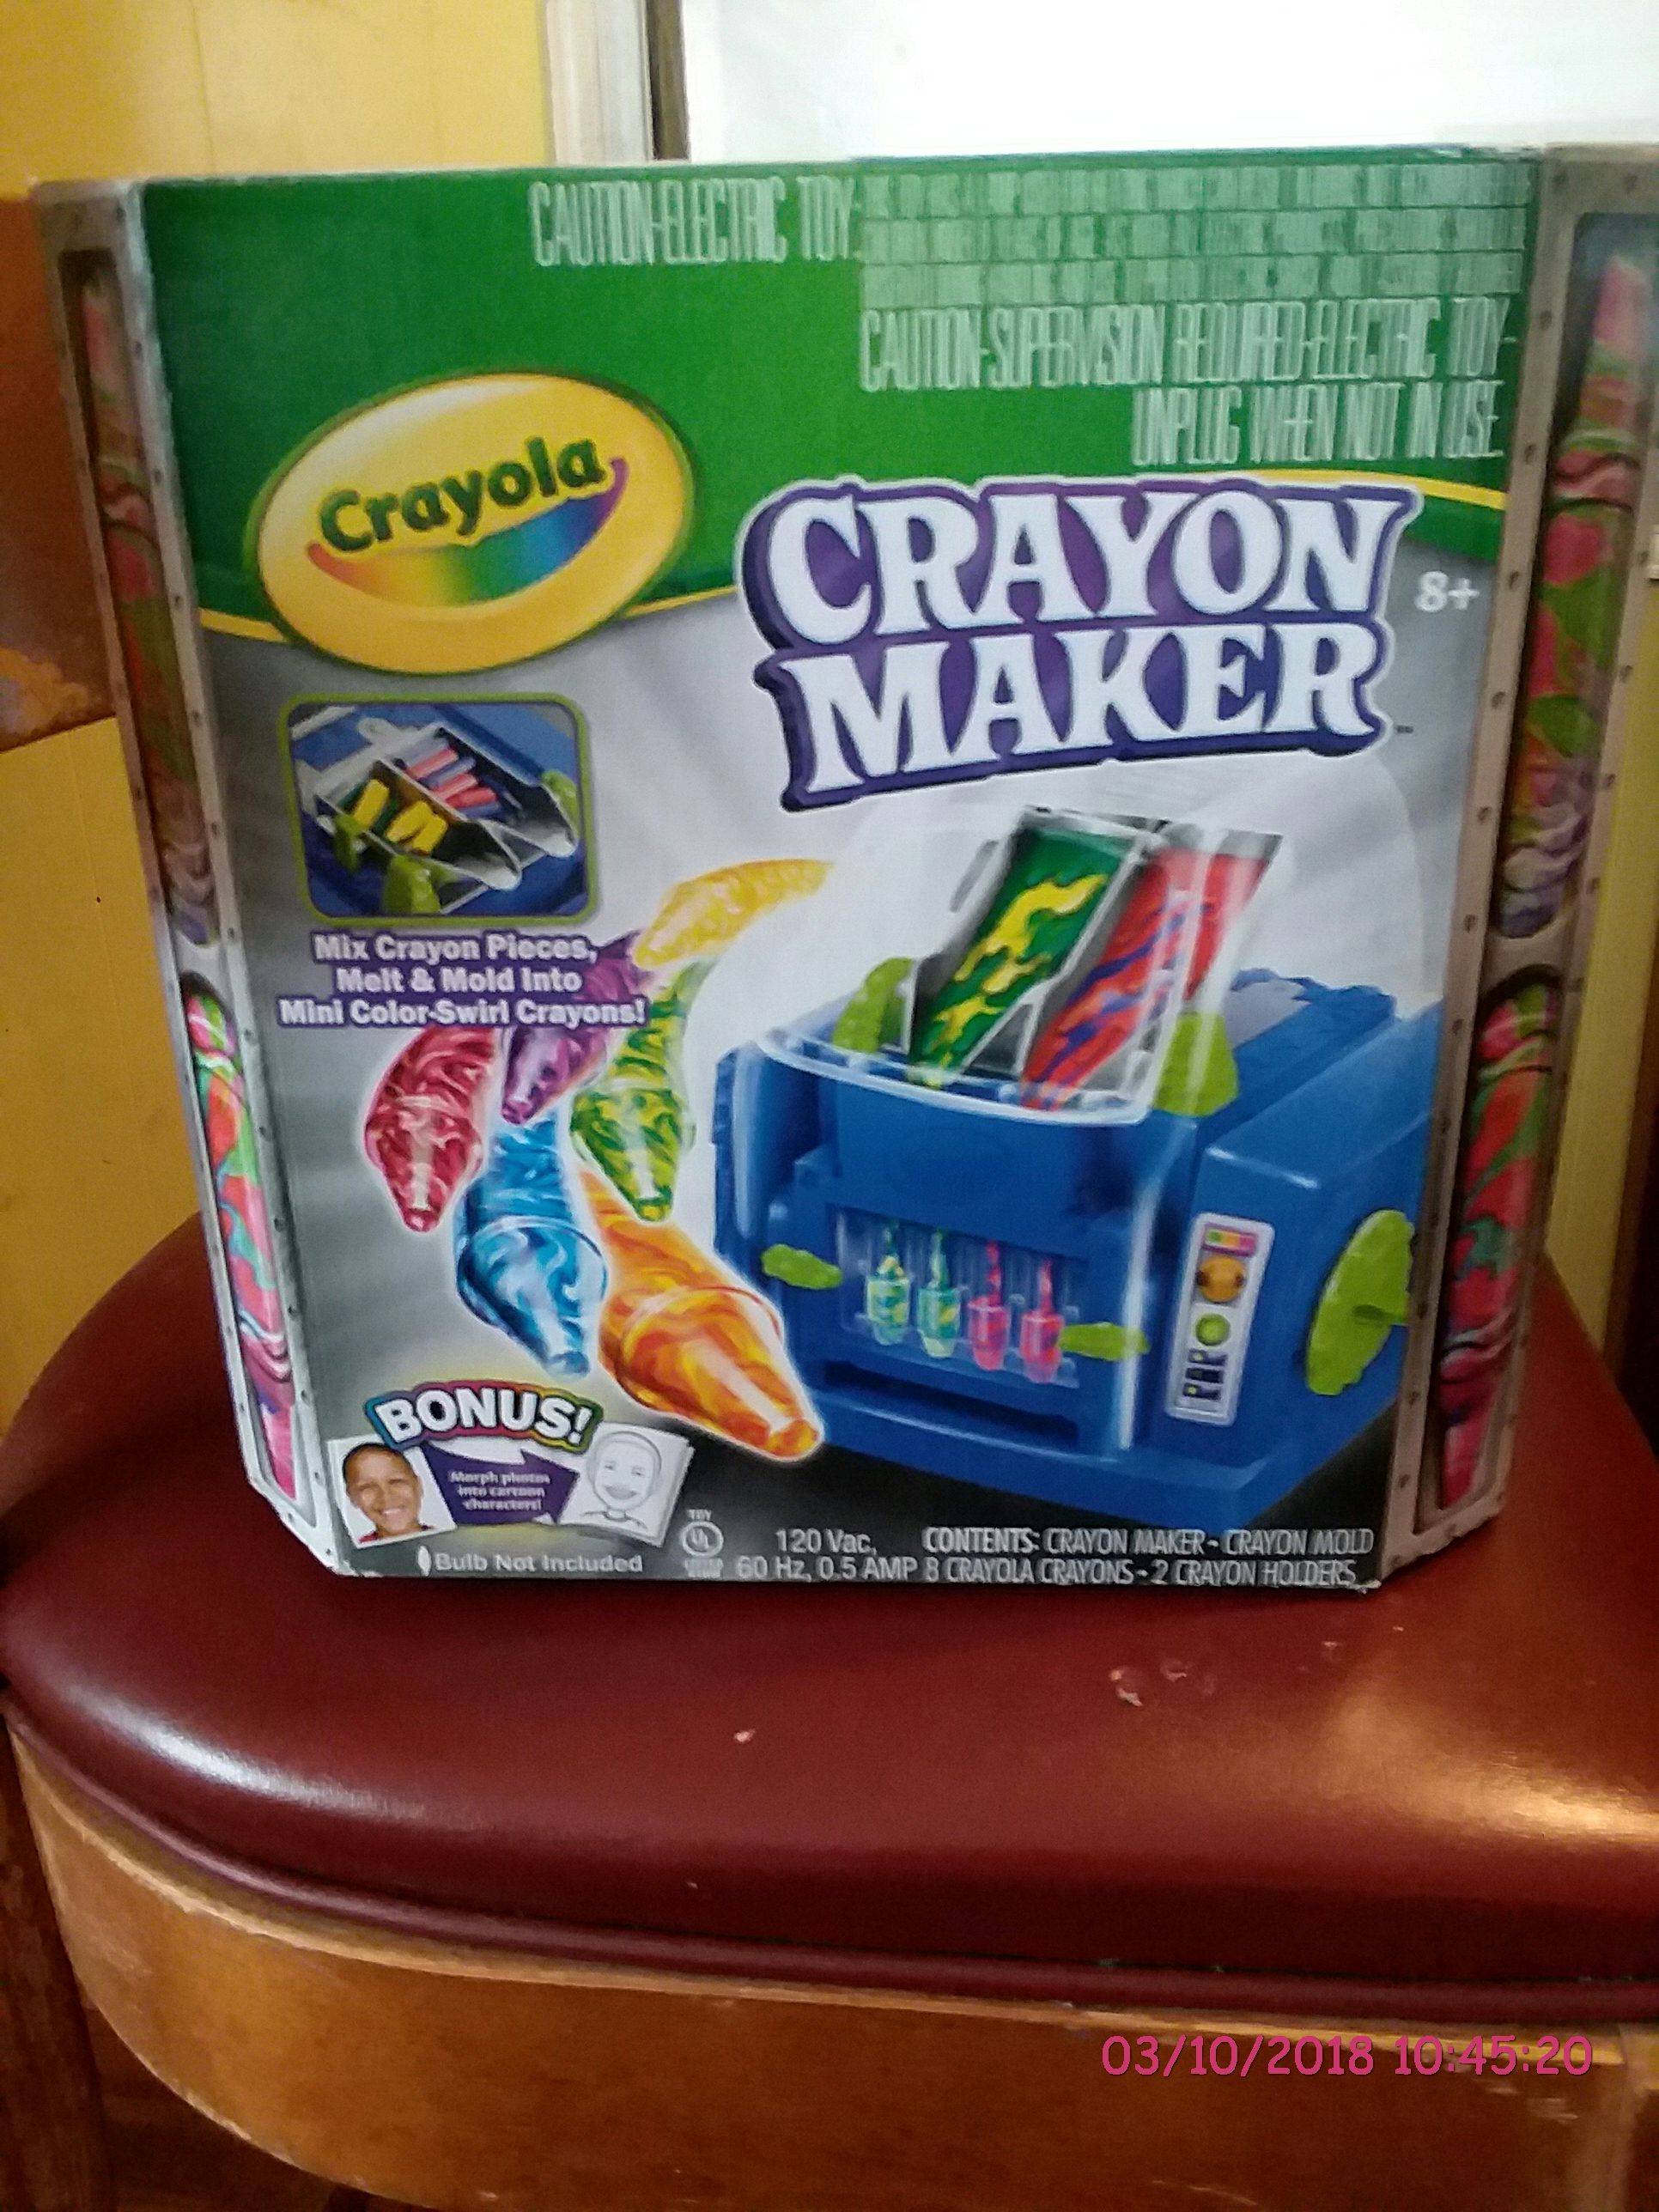 CAUTION-ELECTRIC TOY:
CAUTION-SUPERVISION REQUIRED-ELECTRIC TOY-
UNPLUG WHEN NOT IN USE.
Crayola
CRAYON
MAKER
™
8+
Mix Crayon Pieces,
Melt & Mold Into
Mini Color-Swirl Crayons!
BONUS!
Morph photos
into cartoon
characters!
Bulb Not Included
TOY
UL
120 Vac,
60 Hz, 0.5 AMP
CONTENTS: CRAYON MAKER - CRAYON MOLD
8 CRAYOLA CRAYONS - 2 CRAYON HOLDERS
03/10/2018 10:45:20